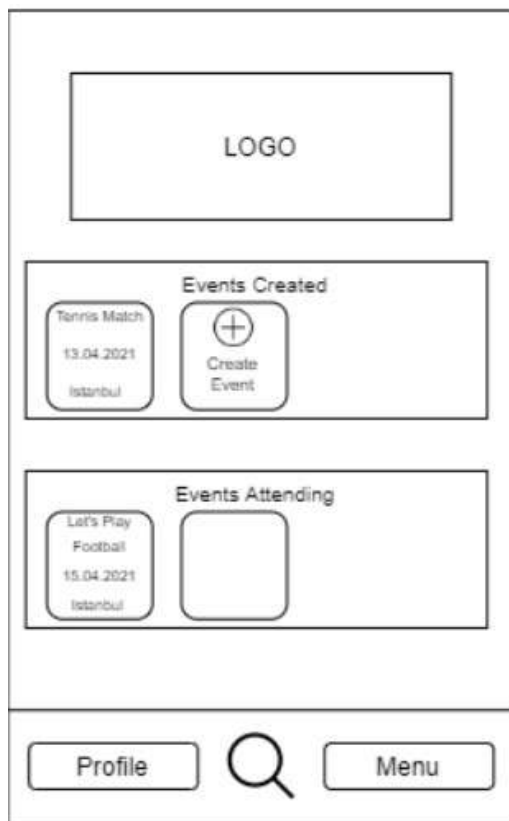 LOGO
Events Created
Tennis Match
13.04.2021
Istanbul
Create
Event
Events Attending
Let's Play
Football
15.04.2021
Istanbul
Profile
Menu